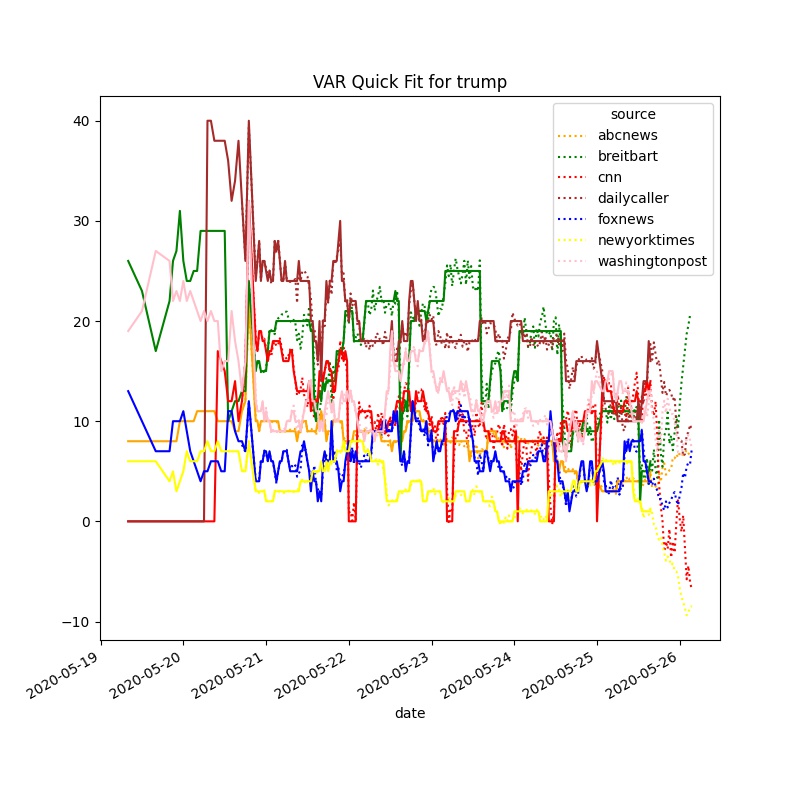 VAR Quick Fit for trump
source
abcnews
breitbart
cnn
dailycaller
foxnews
newyorktimes
washingtonpost
40
30
20
10
0
−10
2020-05-19
2020-05-20
2020-05-21
2020-05-22
2020-05-23
2020-05-24
2020-05-25
2020-05-26
date